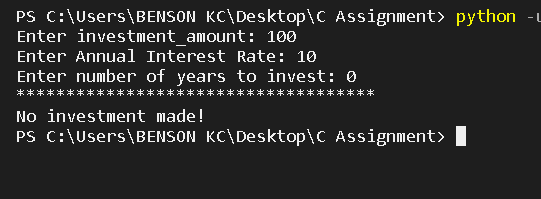 PS C:\Users\BENSON KC\Desktop\C Assignment> python -u
Enter investment_amount: 100
Enter Annual Interest Rate: 10
Enter number of years to invest: 0
************************************
No investment made!
PS C:\Users\BENSON KC\Desktop\C Assignment>